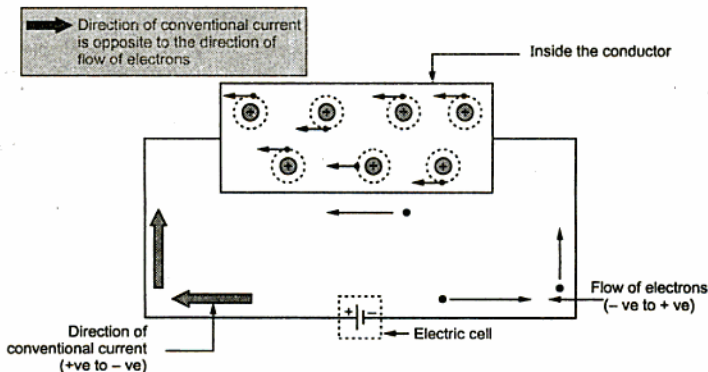 Direction of conventional current
is opposite to the direction of
flow of electrons
Inside the conductor
+ + + +
+ + +
Flow of electrons
(– ve to + ve)
+ –
Electric cell
Direction of
conventional current
(+ve to – ve)